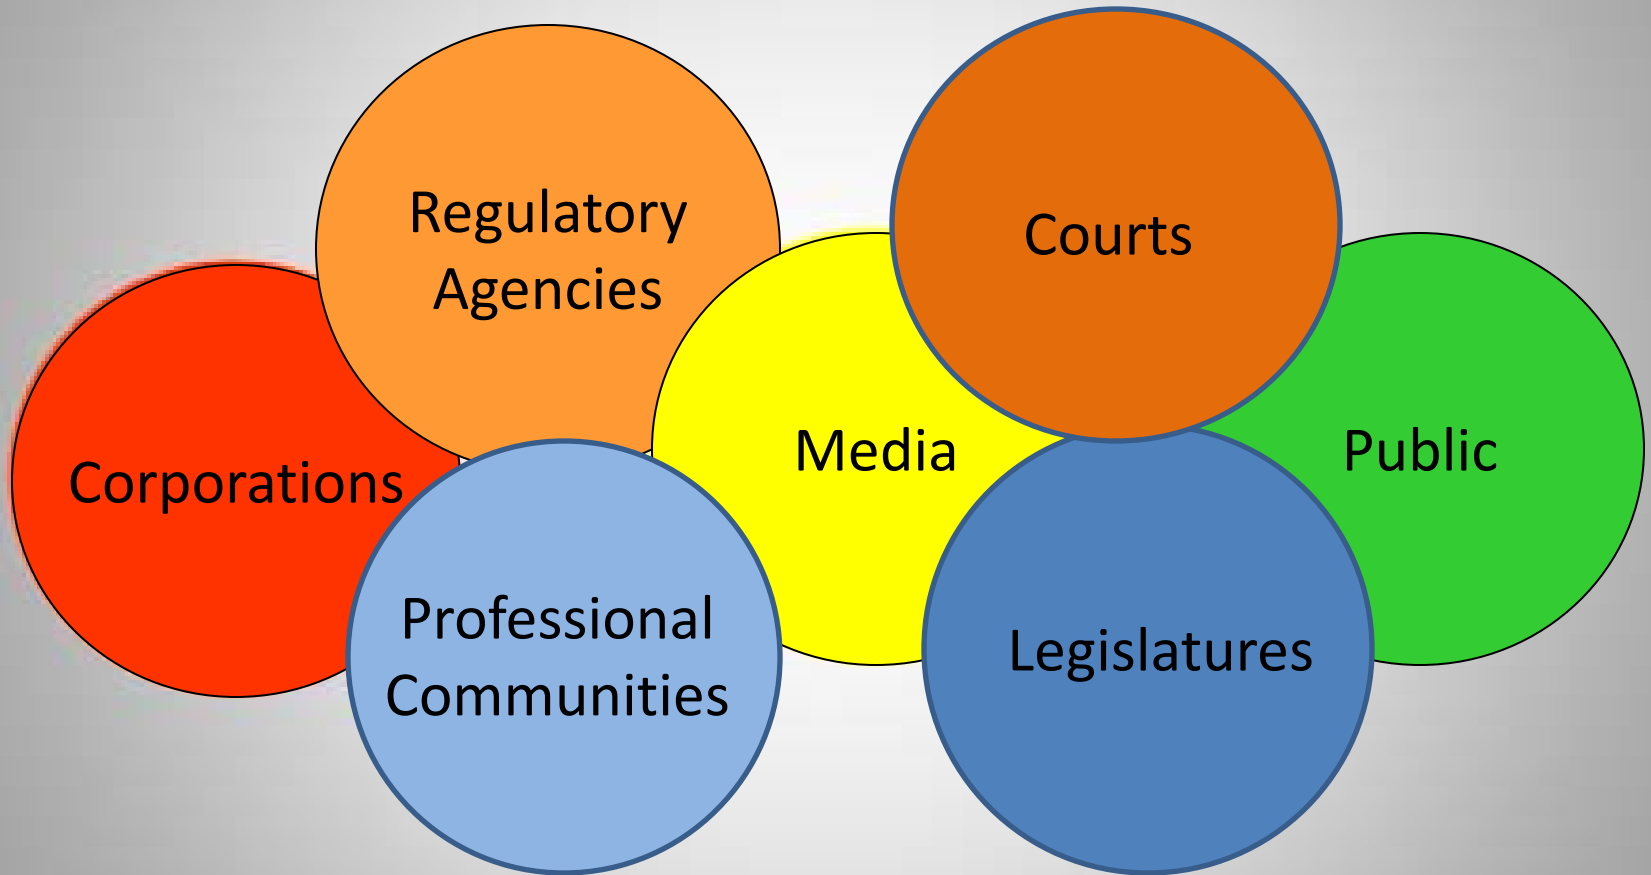 Regulatory
Agencies
Courts
Corporations
Media
Public
Professional
Communities
Legislatures